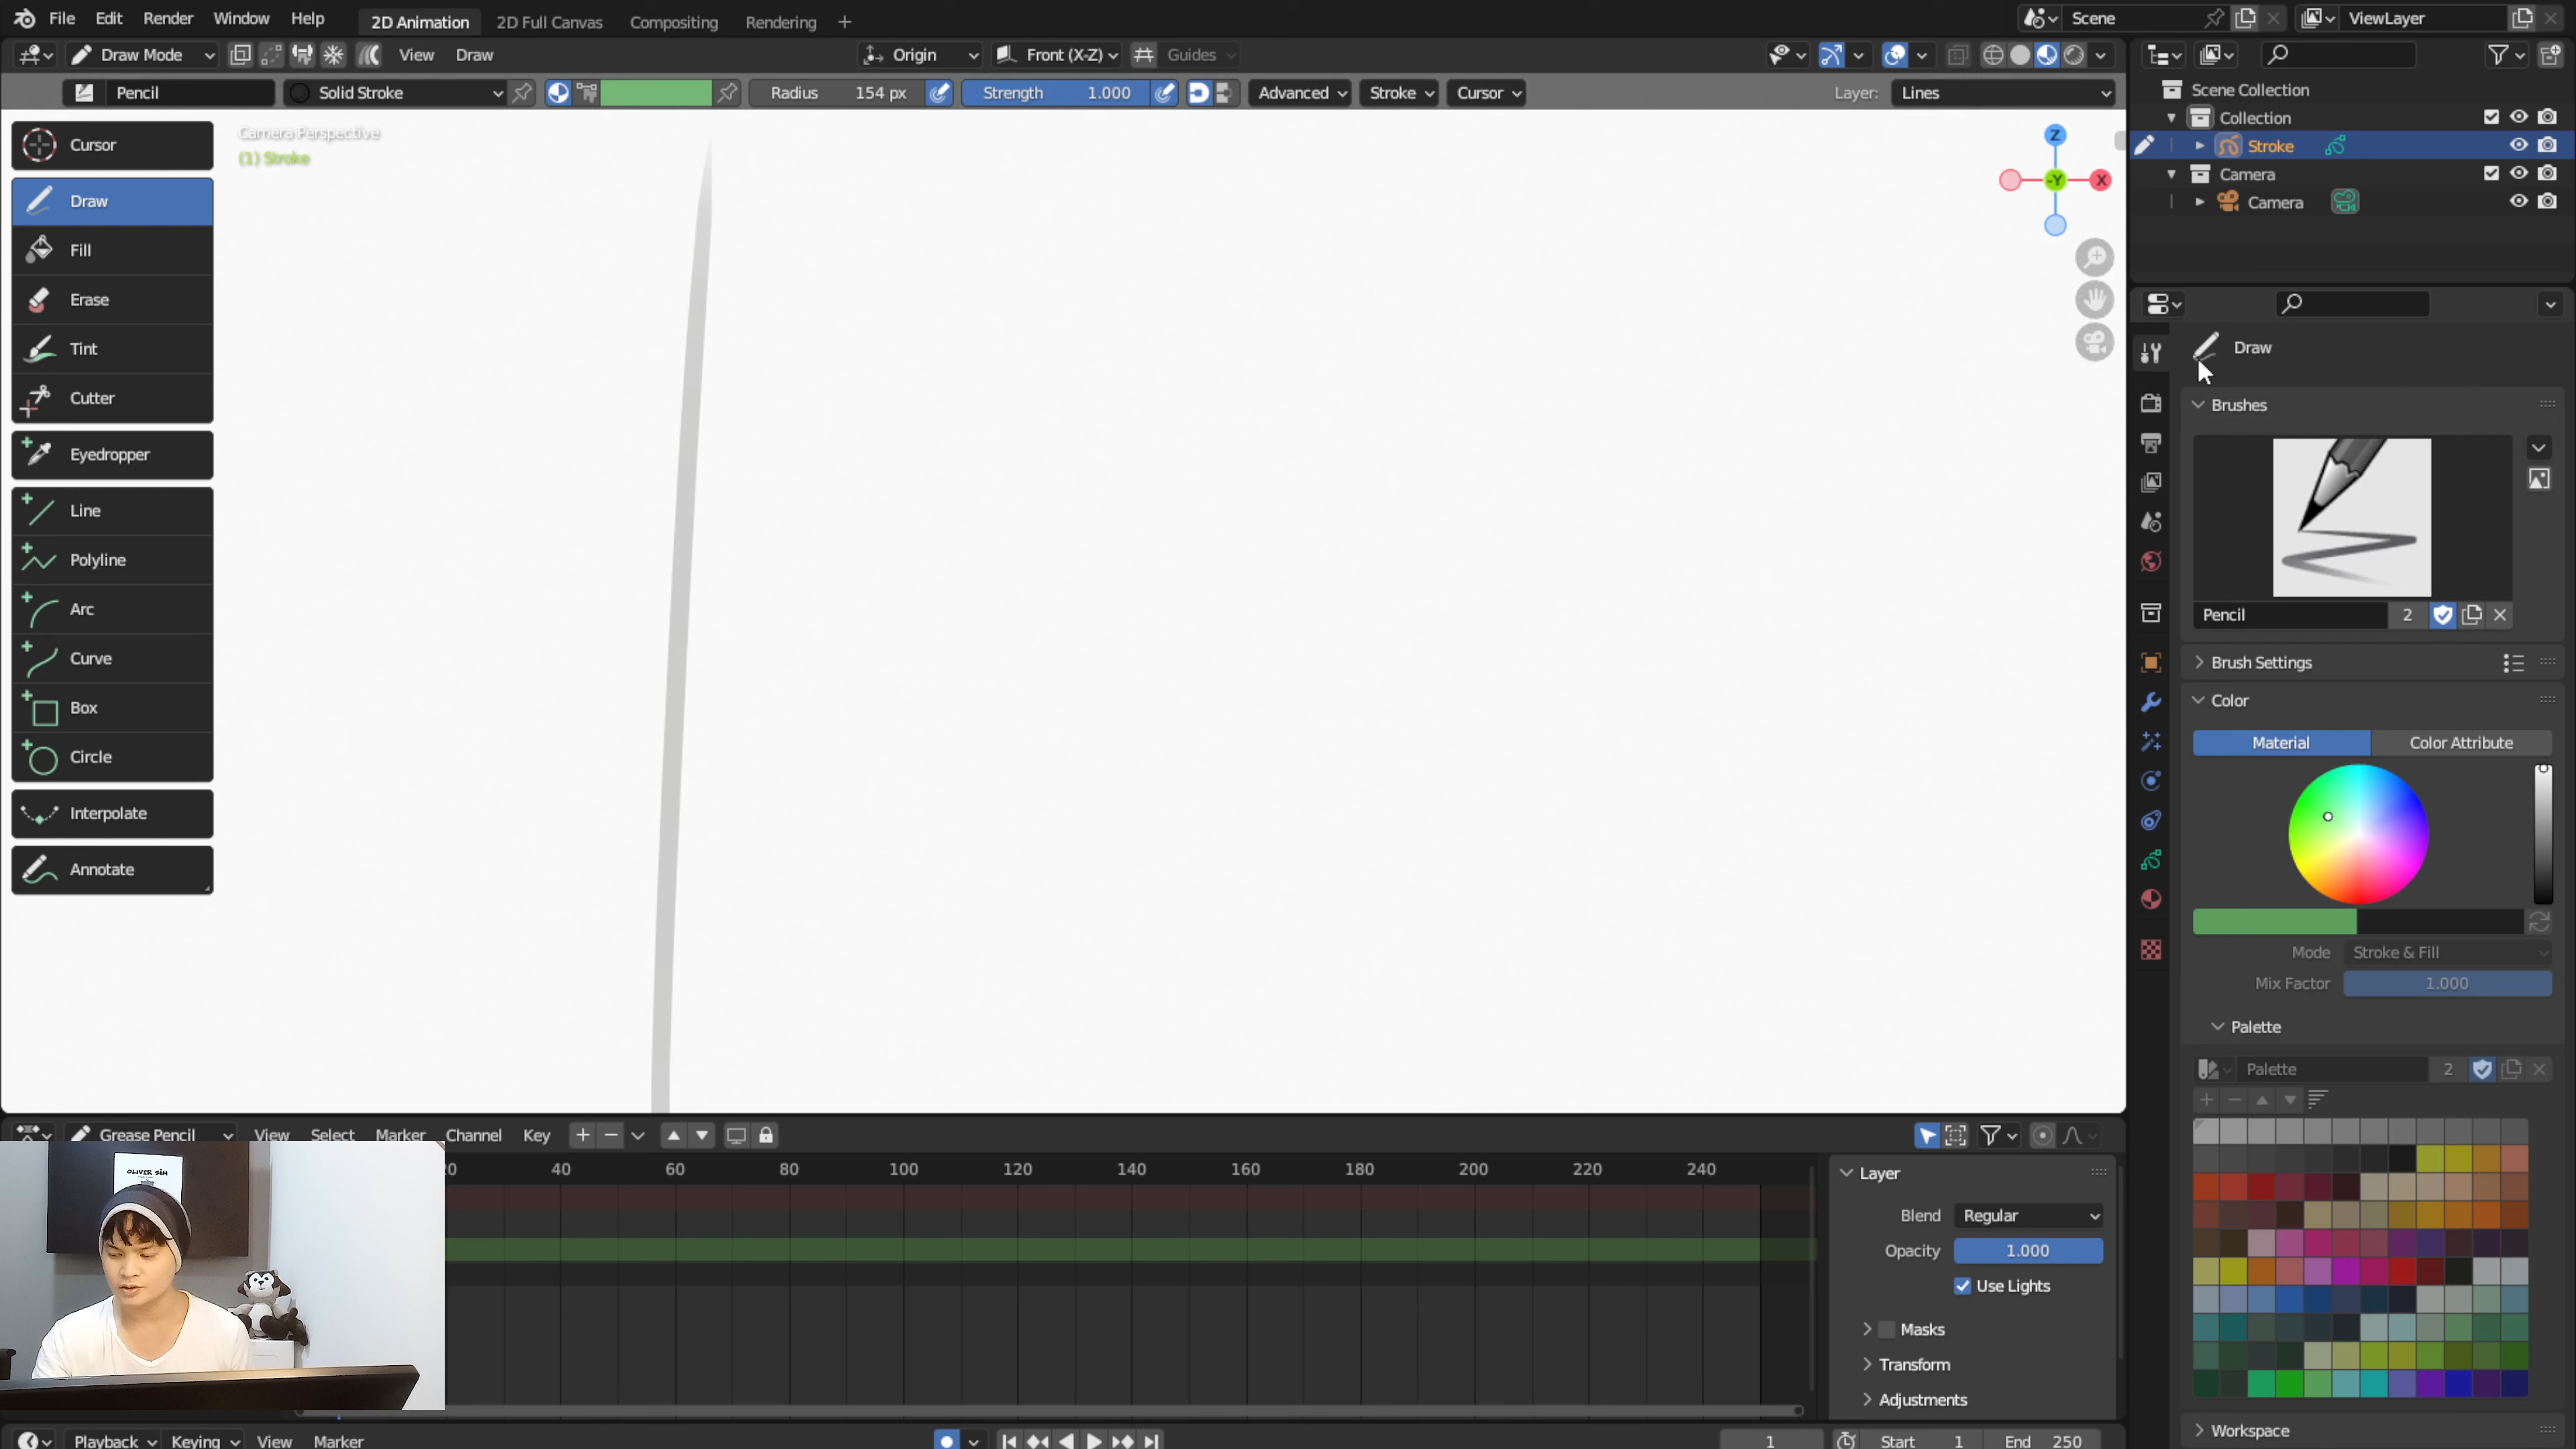 File Edit Render Window Help 2D Animation 2D Full Canvas Compositing Rendering + Scene ViewLayer
Draw Mode View Draw Origin Front (X-Z) Guides
Pencil Solid Stroke Radius 154 px Strength 1.000 Advanced Stroke Cursor Layer: Lines
Camera Perspective
(1) Stroke
Cursor
Draw
Fill
Erase
Tint
Cutter
Eyedropper
Line
Polyline
Arc
Curve
Box
Circle
Interpolate
Annotate
Z
-Y
X
Scene Collection
Collection
Stroke
Camera
Camera
Draw
Brushes
Pencil 2
Brush Settings
Color
Material Color Attribute
Mode Stroke & Fill
Mix Factor 1.000
Palette
Palette 2
Workspace
Grease Pencil View Select Marker Channel Key
20 40 60 80 100 120 140 160 180 200 220 240
Layer
Blend Regular
Opacity 1.000
Use Lights
Masks
Transform
Adjustments
OLIVER SIM
Playback Keying View Marker 1 Start 1 End 250